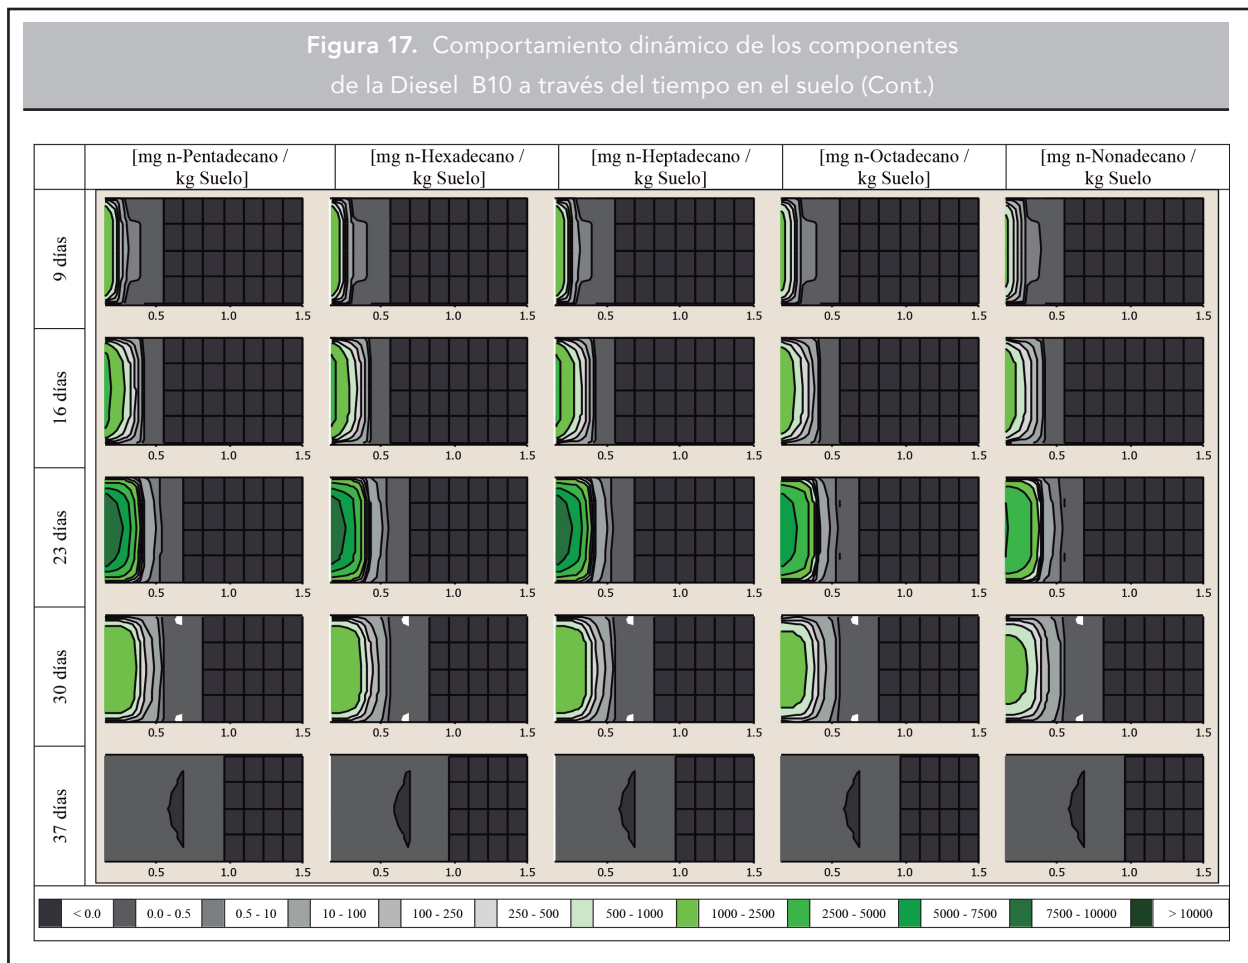 Figura 17. Comportamiento dinámico de los componentes
de la Diesel B10 a través del tiempo en el suelo (Cont.)
[mg n-Pentadecano /
kg Suelo]
[mg n-Hexadecano /
kg Suelo]
[mg n-Heptadecano /
kg Suelo]
[mg n-Octadecano /
kg Suelo]
[mg n-Nonadecano /
kg Suelo
9 días
0.5 1.0 1.5
0.5 1.0 1.5
0.5 1.0 1.5
0.5 1.0 1.5
0.5 1.0 1.5
16 días
0.5 1.0 1.5
0.5 1.0 1.5
0.5 1.0 1.5
0.5 1.0 1.5
0.5 1.0 1.5
23 días
0.5 1.0 1.5
0.5 1.0 1.5
0.5 1.0 1.5
0.5 1.0 1.5
0.5 1.0 1.5
30 días
0.5 1.0 1.5
0.5 1.0 1.5
0.5 1.0 1.5
0.5 1.0 1.5
0.5 1.0 1.5
37 días
0.5 1.0 1.5
0.5 1.0 1.5
0.5 1.0 1.5
0.5 1.0 1.5
0.5 1.0 1.5
< 0.0 0.0 - 0.5 0.5 - 10 10 - 100 100 - 250 250 - 500 500 - 1000 1000 - 2500 2500 - 5000 5000 - 7500 7500 - 10000 > 10000